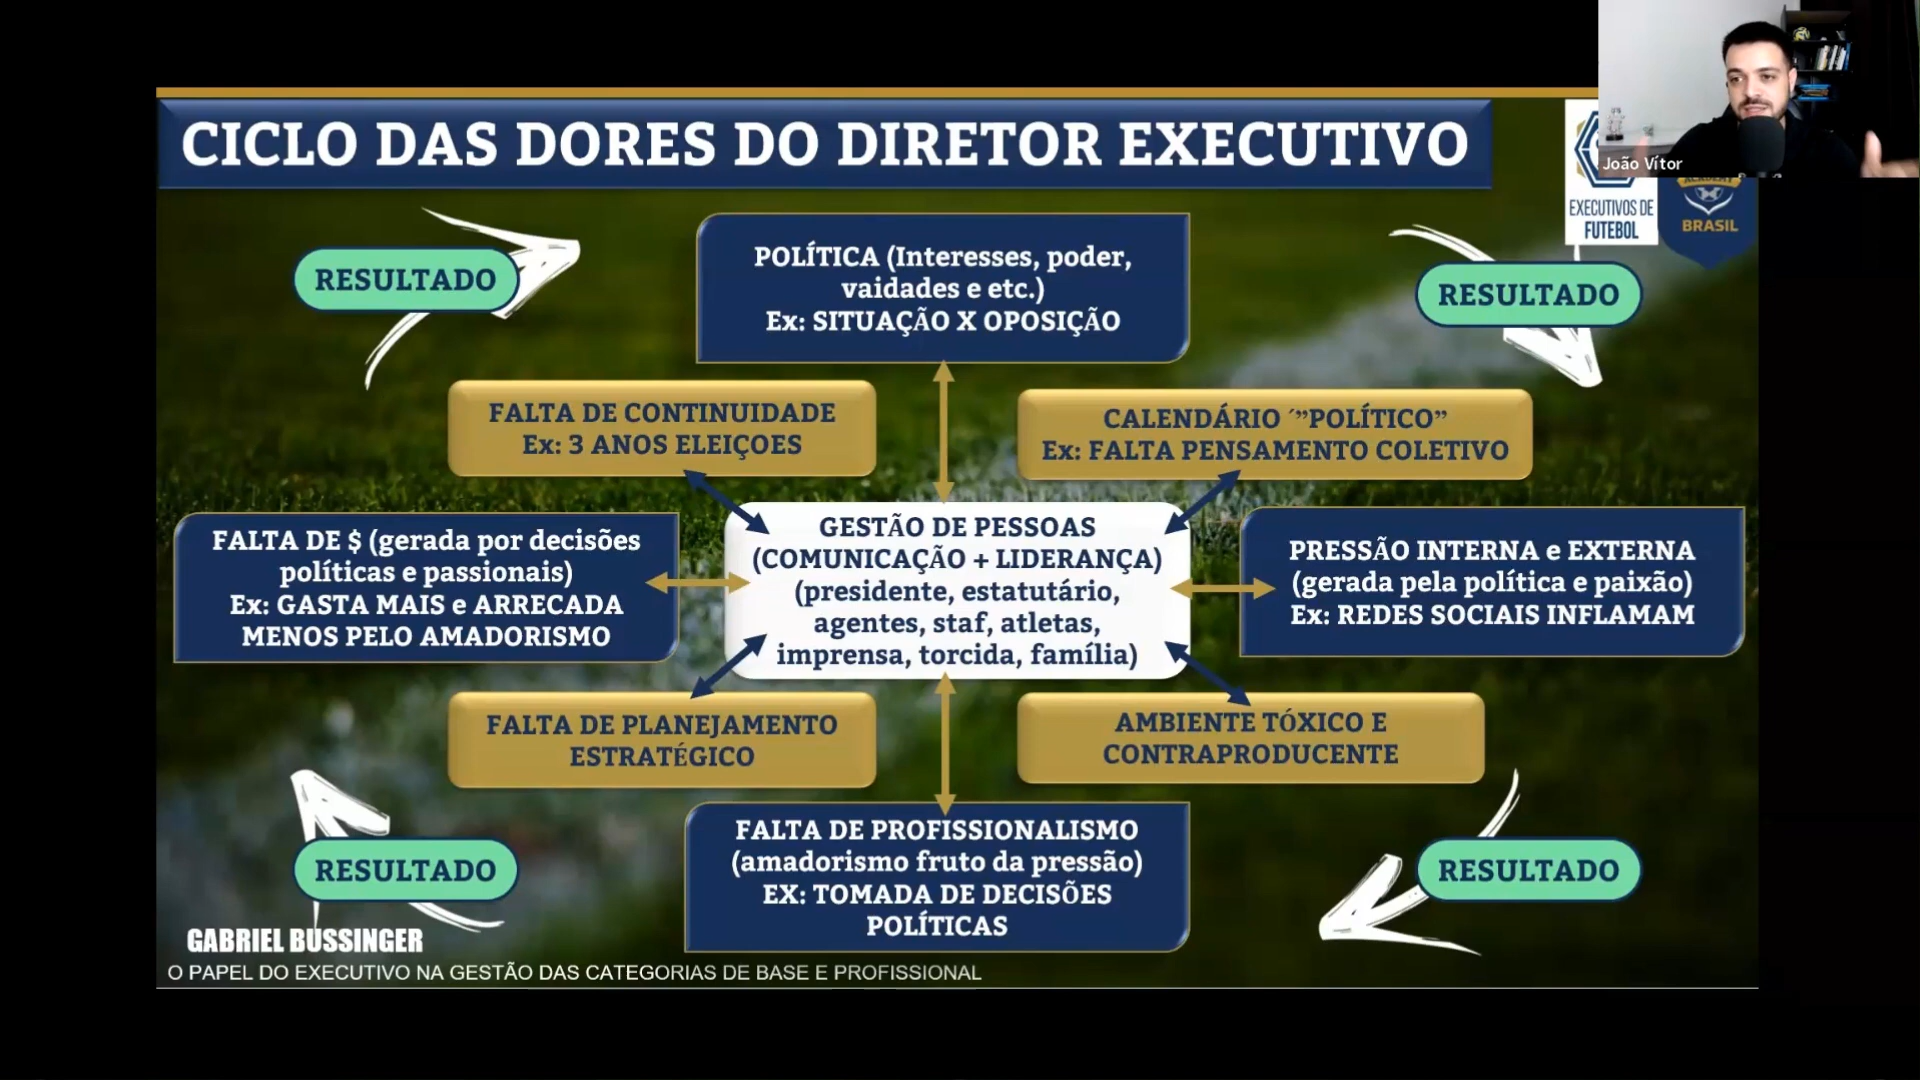 CICLO DAS DORES DO DIRETOR EXECUTIVO
João Vítor
EXECUTIVOS DE
FUTEBOL
ACADEMY
BRASIL
RESULTADO
POLÍTICA (Interesses, poder,
vaidades e etc.)
Ex: SITUAÇÃO X OPOSIÇÃO
RESULTADO
FALTA DE CONTINUIDADE
Ex: 3 ANOS ELEIÇOES
CALENDÁRIO ´”POLÍTICO”
Ex: FALTA PENSAMENTO COLETIVO
FALTA DE $ (gerada por decisões
políticas e passionais)
Ex: GASTA MAIS e ARRECADA
MENOS PELO AMADORISMO
GESTÃO DE PESSOAS
(COMUNICAÇÃO + LIDERANÇA)
(presidente, estatutário,
agentes, staf, atletas,
imprensa, torcida, família)
PRESSÃO INTERNA e EXTERNA
(gerada pela política e paixão)
Ex: REDES SOCIAIS INFLAMAM
FALTA DE PLANEJAMENTO
ESTRATÉGICO
AMBIENTE TÓXICO E
CONTRAPRODUCENTE
RESULTADO
FALTA DE PROFISSIONALISMO
(amadorismo fruto da pressão)
EX: TOMADA DE DECISÕES
POLÍTICAS
RESULTADO
GABRIEL BUSSINGER
O PAPEL DO EXECUTIVO NA GESTÃO DAS CATEGORIAS DE BASE E PROFISSIONAL